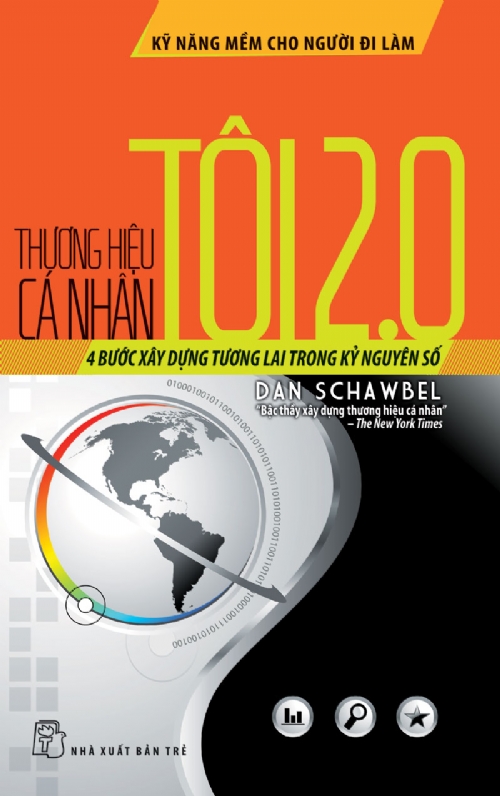 KỸ NĂNG MỀM CHO NGƯỜI ĐI LÀM
TÔI 2.0
THƯƠNG HIỆU
CÁ NHÂN
4 BƯỚC XÂY DỰNG TƯƠNG LAI TRONG KỶ NGUYÊN SỐ
DAN SCHAWBEL
"Bậc thầy xây dựng thương hiệu cá nhân"
– The New York Times
NHÀ XUẤT BẢN TRẺ